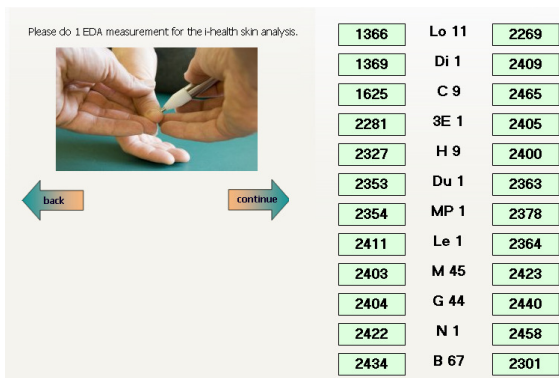 Please do 1 EDA measurement for the i-health skin analysis.
back
continue
1366 Lo 11 2269
1369 Di 1 2409
1625 C 9 2465
2281 3E 1 2405
2327 H 9 2400
2353 Du 1 2363
2354 MP 1 2378
2411 Le 1 2364
2403 M 45 2423
2404 G 44 2440
2422 N 1 2458
2434 B 67 2301